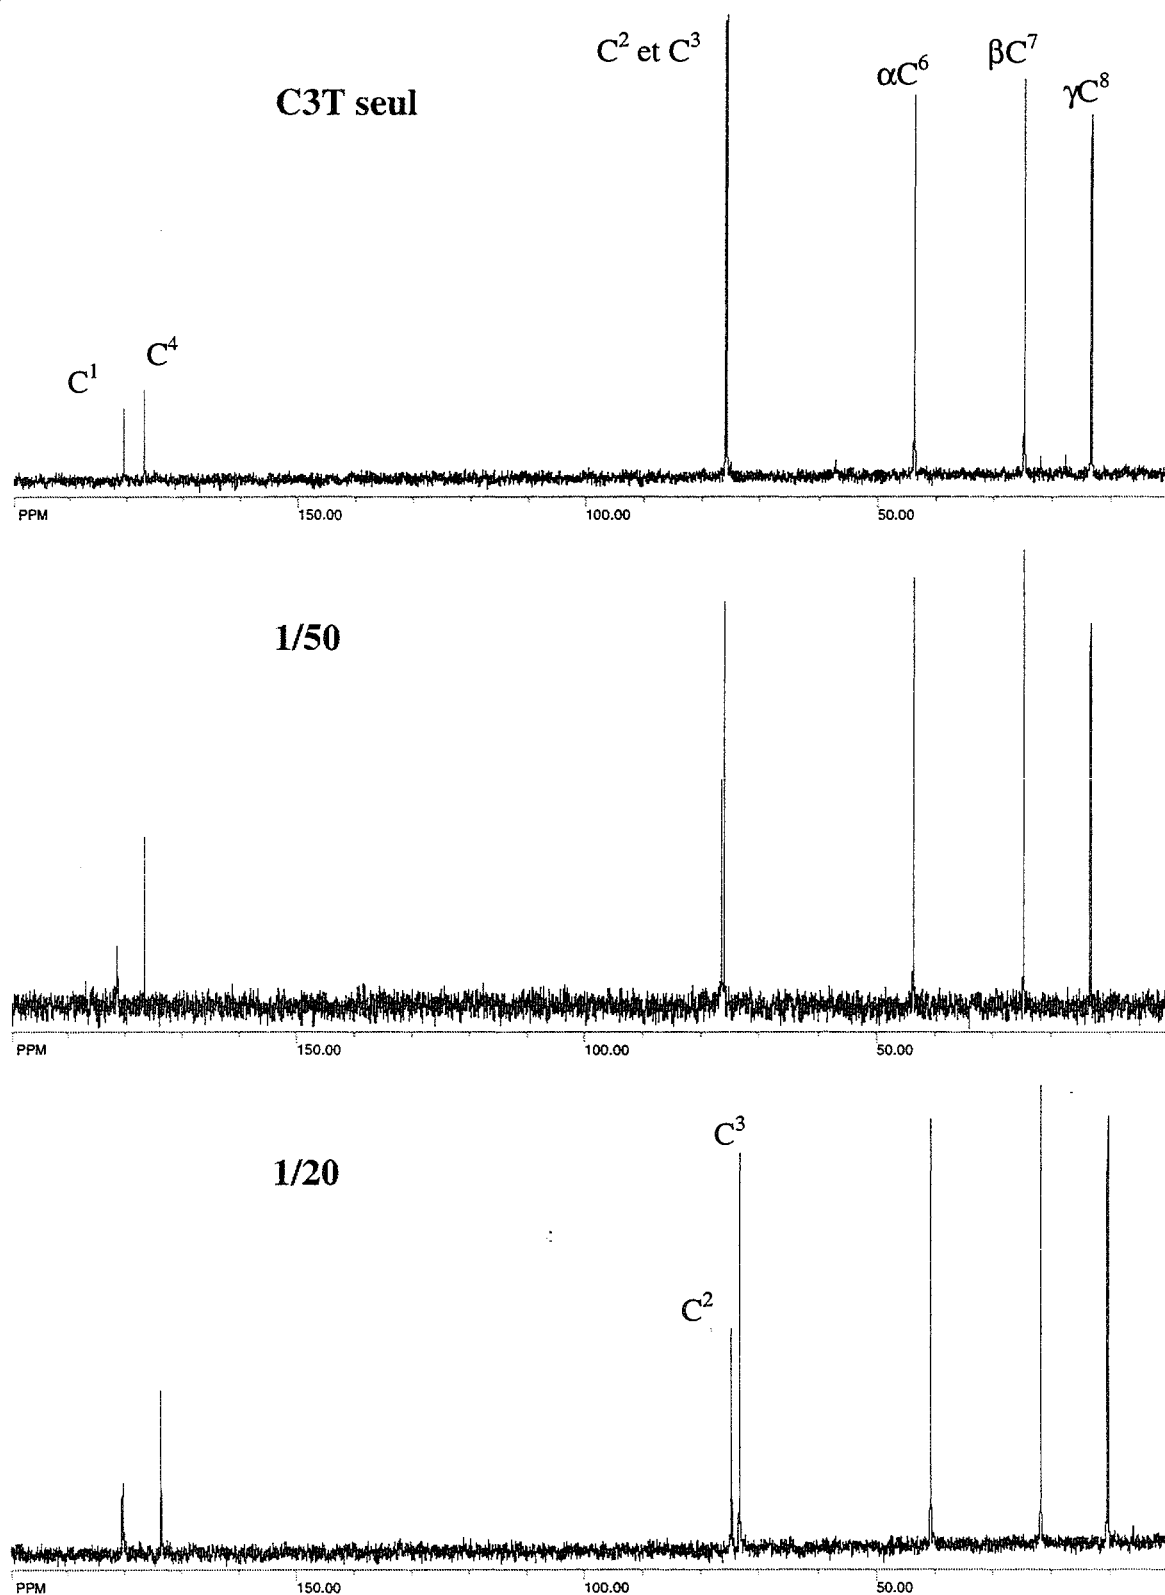 C² et C³
αC⁶
βC⁷
γC⁸
C3T seul
C¹
C⁴
PPM 150.00 100.00 50.00
1/50
PPM 150.00 100.00 50.00
C³
1/20
C²
PPM 150.00 100.00 50.00